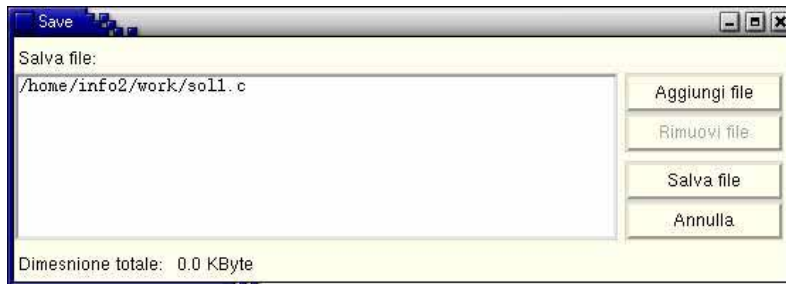 Save
Salva file:
/home/info2/work/sol1.c
Aggiungi file
Rimuovi file
Salva file
Annulla
Dimesnione totale: 0.0 KByte